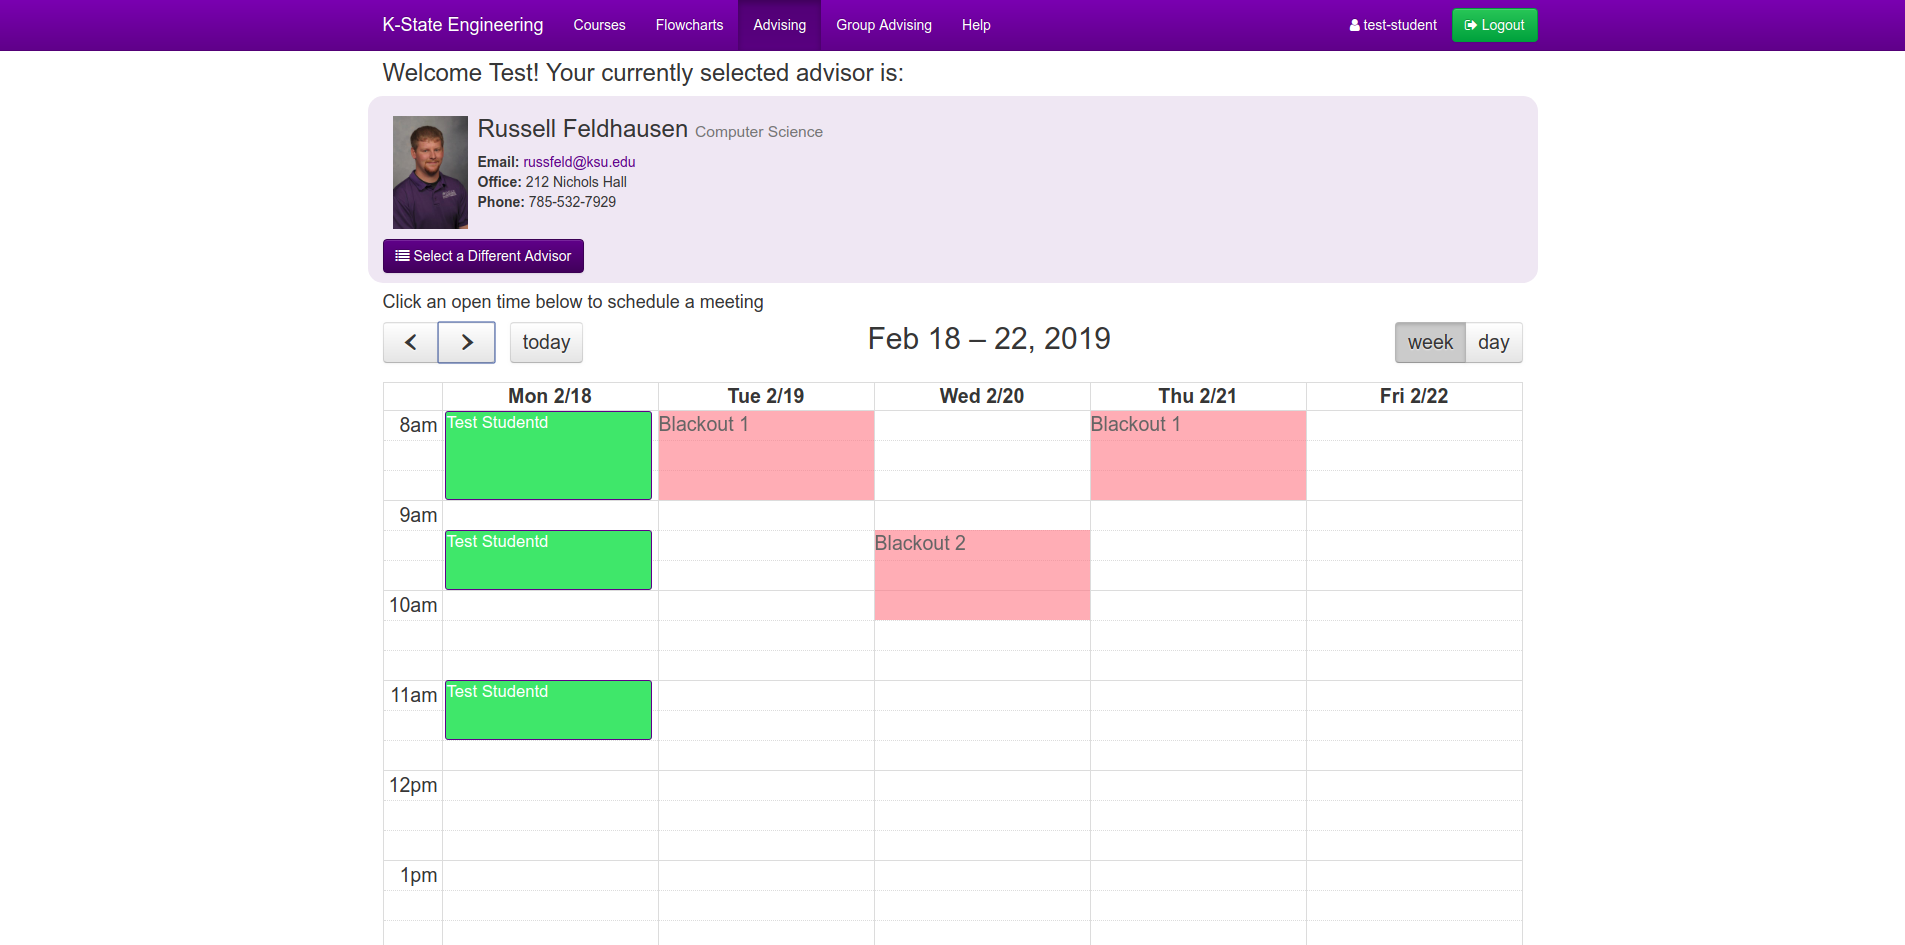 K-State Engineering Courses Flowcharts Advising Group Advising Help test-student Logout
Welcome Test! Your currently selected advisor is:
Russell Feldhausen Computer Science
Email: russfeld@ksu.edu
Office: 212 Nichols Hall
Phone: 785-532-7929
Select a Different Advisor
Click an open time below to schedule a meeting
today Feb 18 – 22, 2019 week day
Mon 2/18 Tue 2/19 Wed 2/20 Thu 2/21 Fri 2/22
8am Test Studentd Blackout 1 Blackout 1
9am
Test Studentd Blackout 2
10am
11am Test Studentd
12pm
1pm